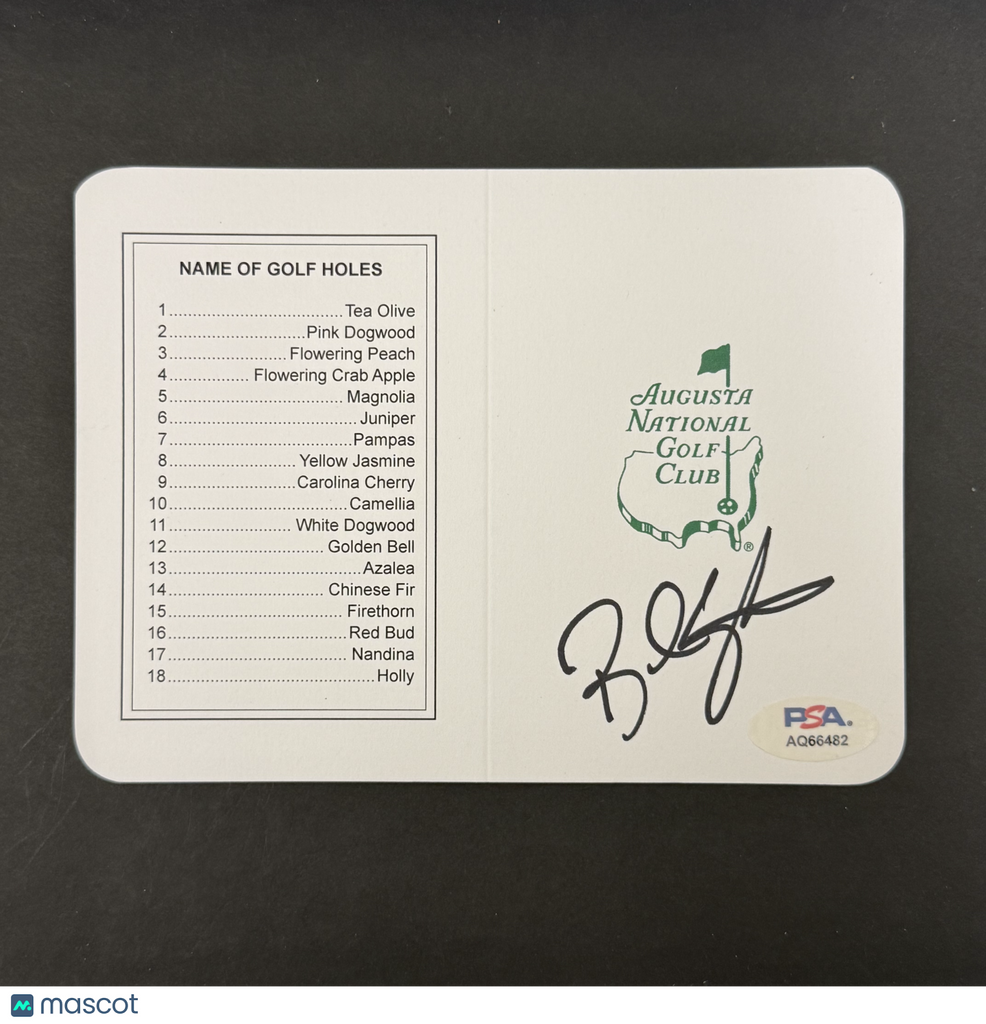 NAME OF GOLF HOLES
1........................................Tea Olive
2...............................Pink Dogwood
3...........................Flowering Peach
4.................. Flowering Crab Apple
5.........................................Magnolia
6...........................................Juniper
7..........................................Pampas
8............................. Yellow Jasmine
9.............................Carolina Cherry
10..........................................Camellia
11............................. White Dogwood
12................................... Golden Bell
13.............................................Azalea
14................................... Chinese Fir
15.........................................Firethorn
16.........................................Red Bud
17......................................... Nandina
18...............................................Holly
AUGUSTA
NATIONAL
GOLF
CLUB
®
PSA.
AQ66482
mascot